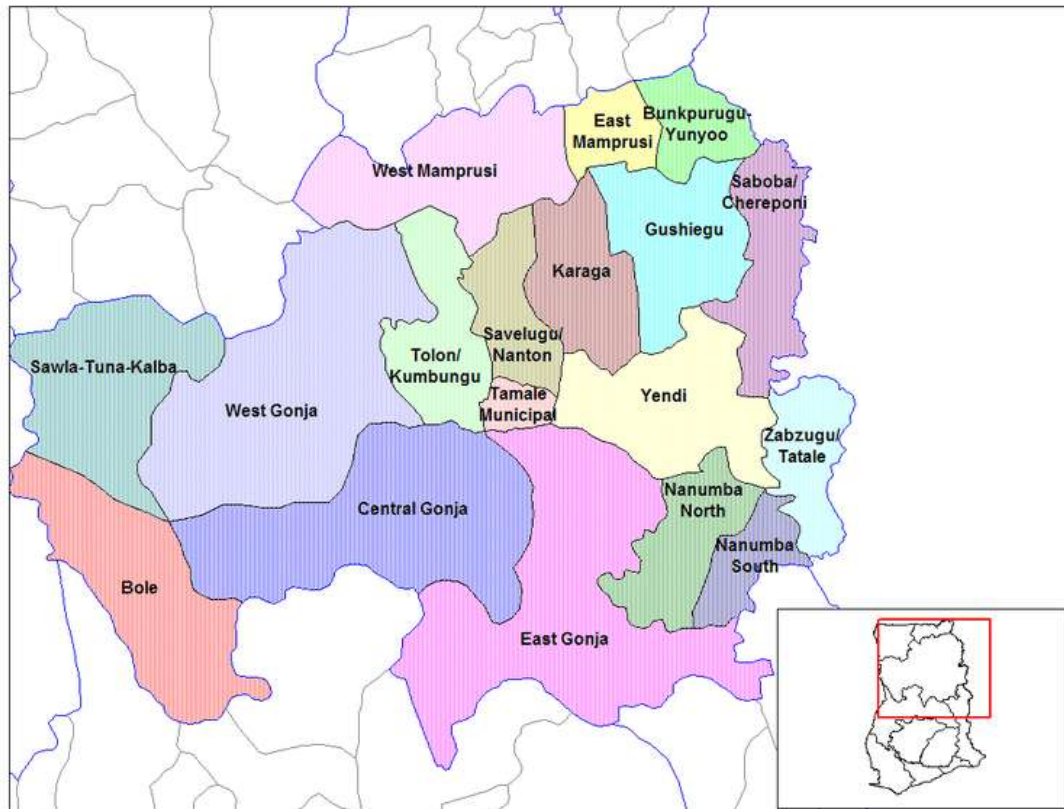 Bunkpurugu-
Yunyoo
East
Mamprusi
West Mamprusi
Saboba/
Chereponi
Gushiegu
Karaga
Savelugu/
Nanton
Tolon/
Kumbungu
Sawla-Tuna-Kalba
Tamale
Municipal
Yendi
West Gonja
Zabzugu/
Tatale
Nanumba
North
Central Gonja
Nanumba
South
Bole
East Gonja